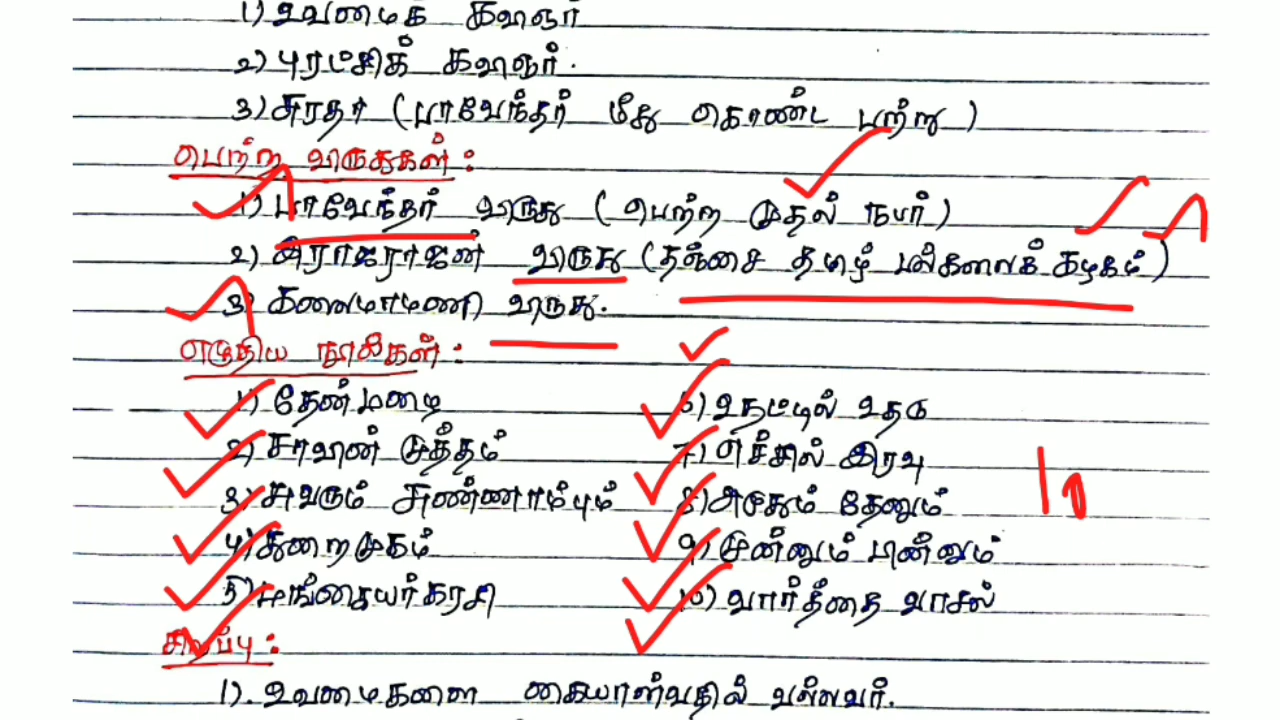 1) உவமைக் கவிஞர்
2) புரட்சிக் கவிஞர்.
3) சுரதா (பாவேந்தர் மீது கொண்ட பற்று)
பெற்ற விருதுகள் :
1) பாவேந்தர் விருது (பெற்ற முதல் நபர்)
2) இராஜராஜன் விருது (தஞ்சை தமிழ் பல்கலைக் கழகம்)
3) கலைமாமணி விருது.
எழுதிய நூல்கள் :
1) தேன்மழை 6) உதட்டில் உதடு
2) சாவின் முத்தம் 7) எச்சில் இரவு
3) சுவரும் சுண்ணாம்பும் 8) அமுதும் தேனும்
4) துறைமுகம் 9) முன்னும் பின்னும்
5) மங்கையர்க்கரசி 10) வார்த்தை வாசல்
சிறப்பு :
1). உவமைகளை கையாள்வதில் வல்லவர்.